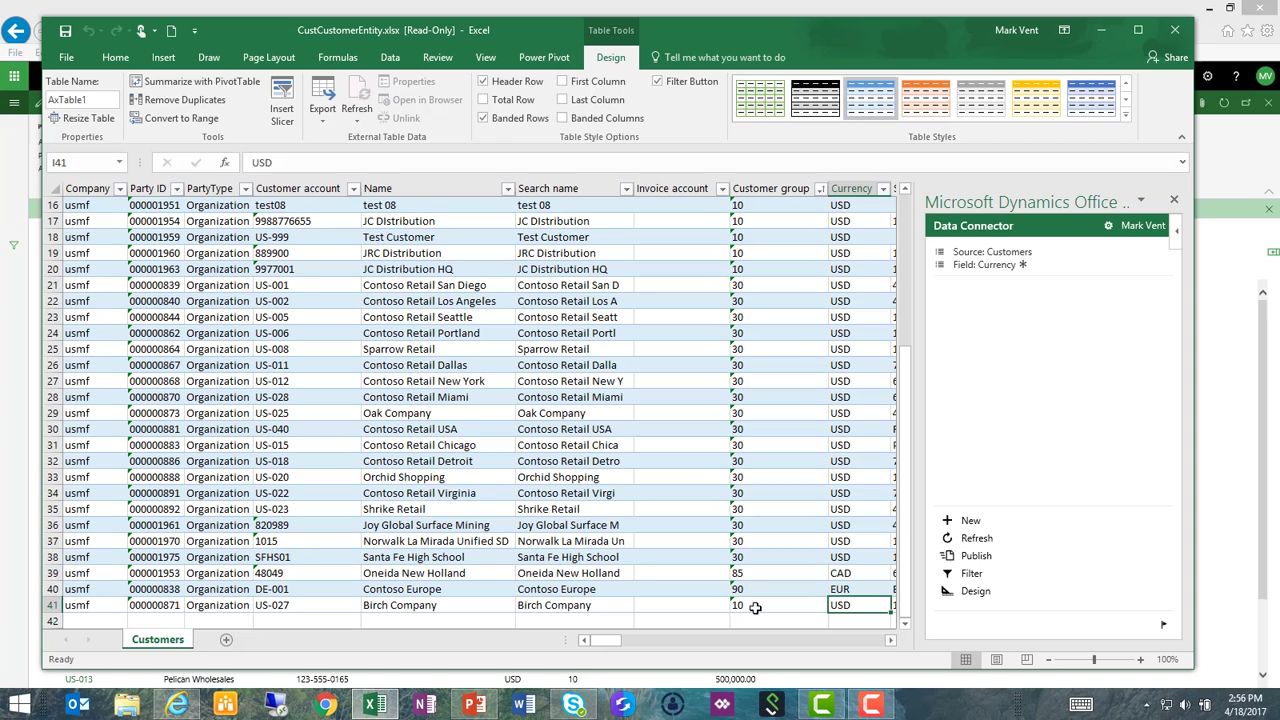 CustCustomerEntity.xlsx [Read-Only] - Excel
Table Tools
Mark Vent
File Home Insert Draw Page Layout Formulas Data Review View Power Pivot Design Tell me what you want to do Share
File
MV
Table Name:
AxTable1
Resize Table
Properties
Summarize with PivotTable
Remove Duplicates
Convert to Range
Tools
Insert Slicer
Export Refresh
Properties
Open in Browser
Unlink
External Table Data
Header Row First Column Filter Button
Total Row Last Column
Banded Rows Banded Columns
Table Style Options
Table Styles
I41 fx USD
Company Party ID PartyType Customer account Name Search name Invoice account Customer group Currency
16 usmf 000001951 Organization test08 test 08 test 08 10 USD
17 usmf 000001954 Organization 9988776655 JC DIstribution JC DIstribution 10 USD
18 usmf 000001959 Organization US-999 Test Customer Test Customer 10 USD
19 usmf 000001960 Organization 889900 JRC Distribution JRC Distribution 10 USD
20 usmf 000001963 Organization 9977001 JC Distribution HQ JC Distribution HQ 10 USD
21 usmf 000000839 Organization US-001 Contoso Retail San Diego Contoso Retail San D 30 USD
22 usmf 000000840 Organization US-002 Contoso Retail Los Angeles Contoso Retail Los A 30 USD
23 usmf 000000844 Organization US-005 Contoso Retail Seattle Contoso Retail Seatt 30 USD
24 usmf 000000862 Organization US-006 Contoso Retail Portland Contoso Retail Portl 30 USD
25 usmf 000000864 Organization US-008 Sparrow Retail Sparrow Retail 30 USD
26 usmf 000000867 Organization US-011 Contoso Retail Dallas Contoso Retail Dalla 30 USD
27 usmf 000000868 Organization US-012 Contoso Retail New York Contoso Retail New Y 30 USD
28 usmf 000000870 Organization US-028 Contoso Retail Miami Contoso Retail Miami 30 USD
29 usmf 000000873 Organization US-025 Oak Company Oak Company 30 USD
30 usmf 000000881 Organization US-040 Contoso Retail USA Contoso Retail USA 30 USD
31 usmf 000000883 Organization US-015 Contoso Retail Chicago Contoso Retail Chica 30 USD
32 usmf 000000886 Organization US-018 Contoso Retail Detroit Contoso Retail Detro 30 USD
33 usmf 000000888 Organization US-020 Orchid Shopping Orchid Shopping 30 USD
34 usmf 000000891 Organization US-022 Contoso Retail Virginia Contoso Retail Virgi 30 USD
35 usmf 000000892 Organization US-023 Shrike Retail Shrike Retail 30 USD
36 usmf 000001961 Organization 820989 Joy Global Surface Mining Joy Global Surface M 30 USD
37 usmf 000001970 Organization 1015 Norwalk La Mirada Unified SD Norwalk La Mirada Un 30 USD
38 usmf 000001975 Organization SFHS01 Santa Fe High School Santa Fe High School 30 USD
39 usmf 000001953 Organization 48049 Oneida New Holland Oneida New Holland 85 CAD
40 usmf 000000838 Organization DE-001 Contoso Europe Contoso Europe 90 EUR
41 usmf 000000871 Organization US-027 Birch Company Birch Company 10 USD
42
Microsoft Dynamics Office ..
Data Connector Mark Vent
Source: Customers
Field: Currency
New
Refresh
Publish
Filter
Design
Customers
Ready 100%
US-013 Pelican Wholesales 123-555-0165 USD 10 500,000.00
2:56 PM
4/18/2017